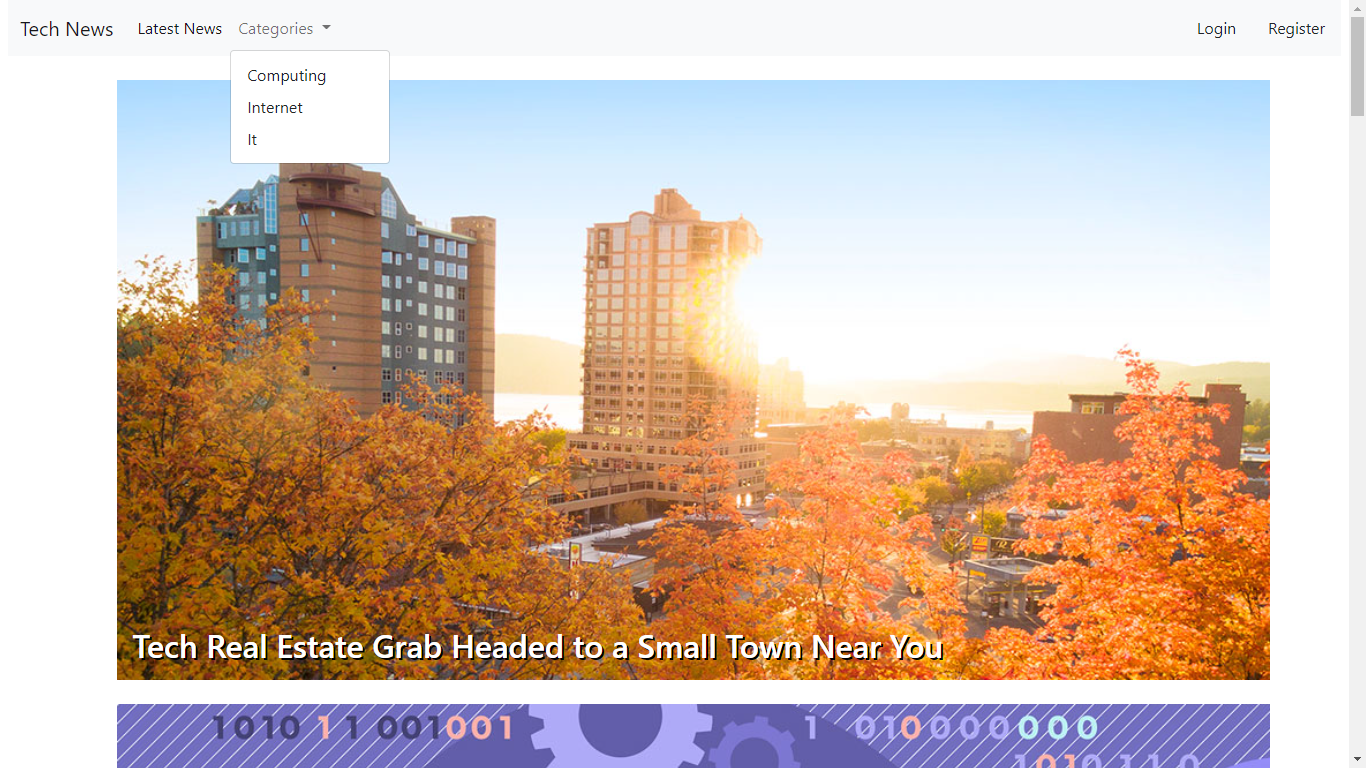 Tech News Latest News Categories Login Register
Computing
Internet
It
Tech Real Estate Grab Headed to a Small Town Near You
1010 1 1 001001 1 010000000
1010110